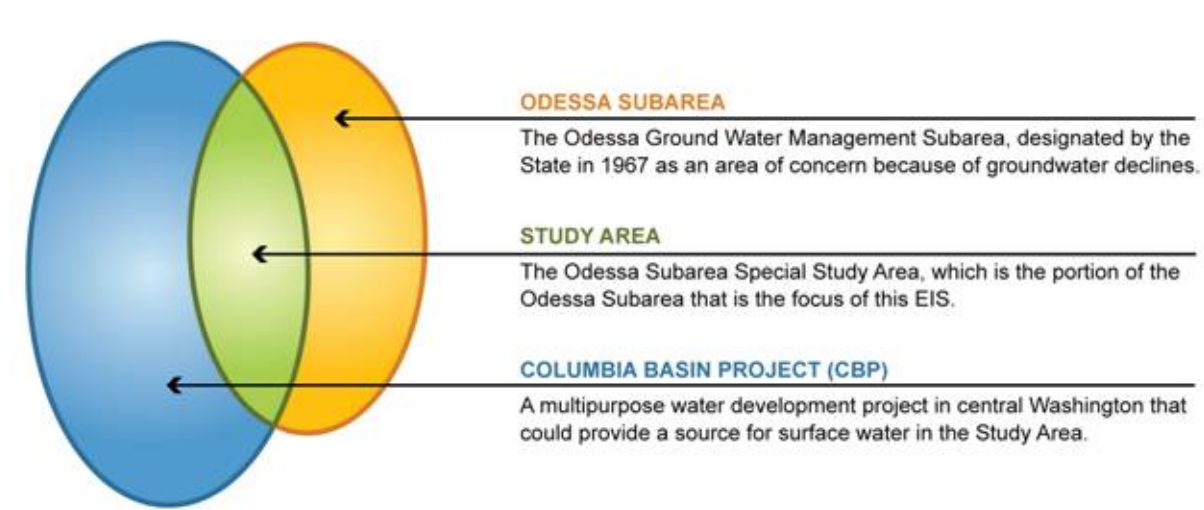 ODESSA SUBAREA
The Odessa Ground Water Management Subarea, designated by the
State in 1967 as an area of concern because of groundwater declines.
STUDY AREA
The Odessa Subarea Special Study Area, which is the portion of the
Odessa Subarea that is the focus of this EIS.
COLUMBIA BASIN PROJECT (CBP)
A multipurpose water development project in central Washington that
could provide a source for surface water in the Study Area.